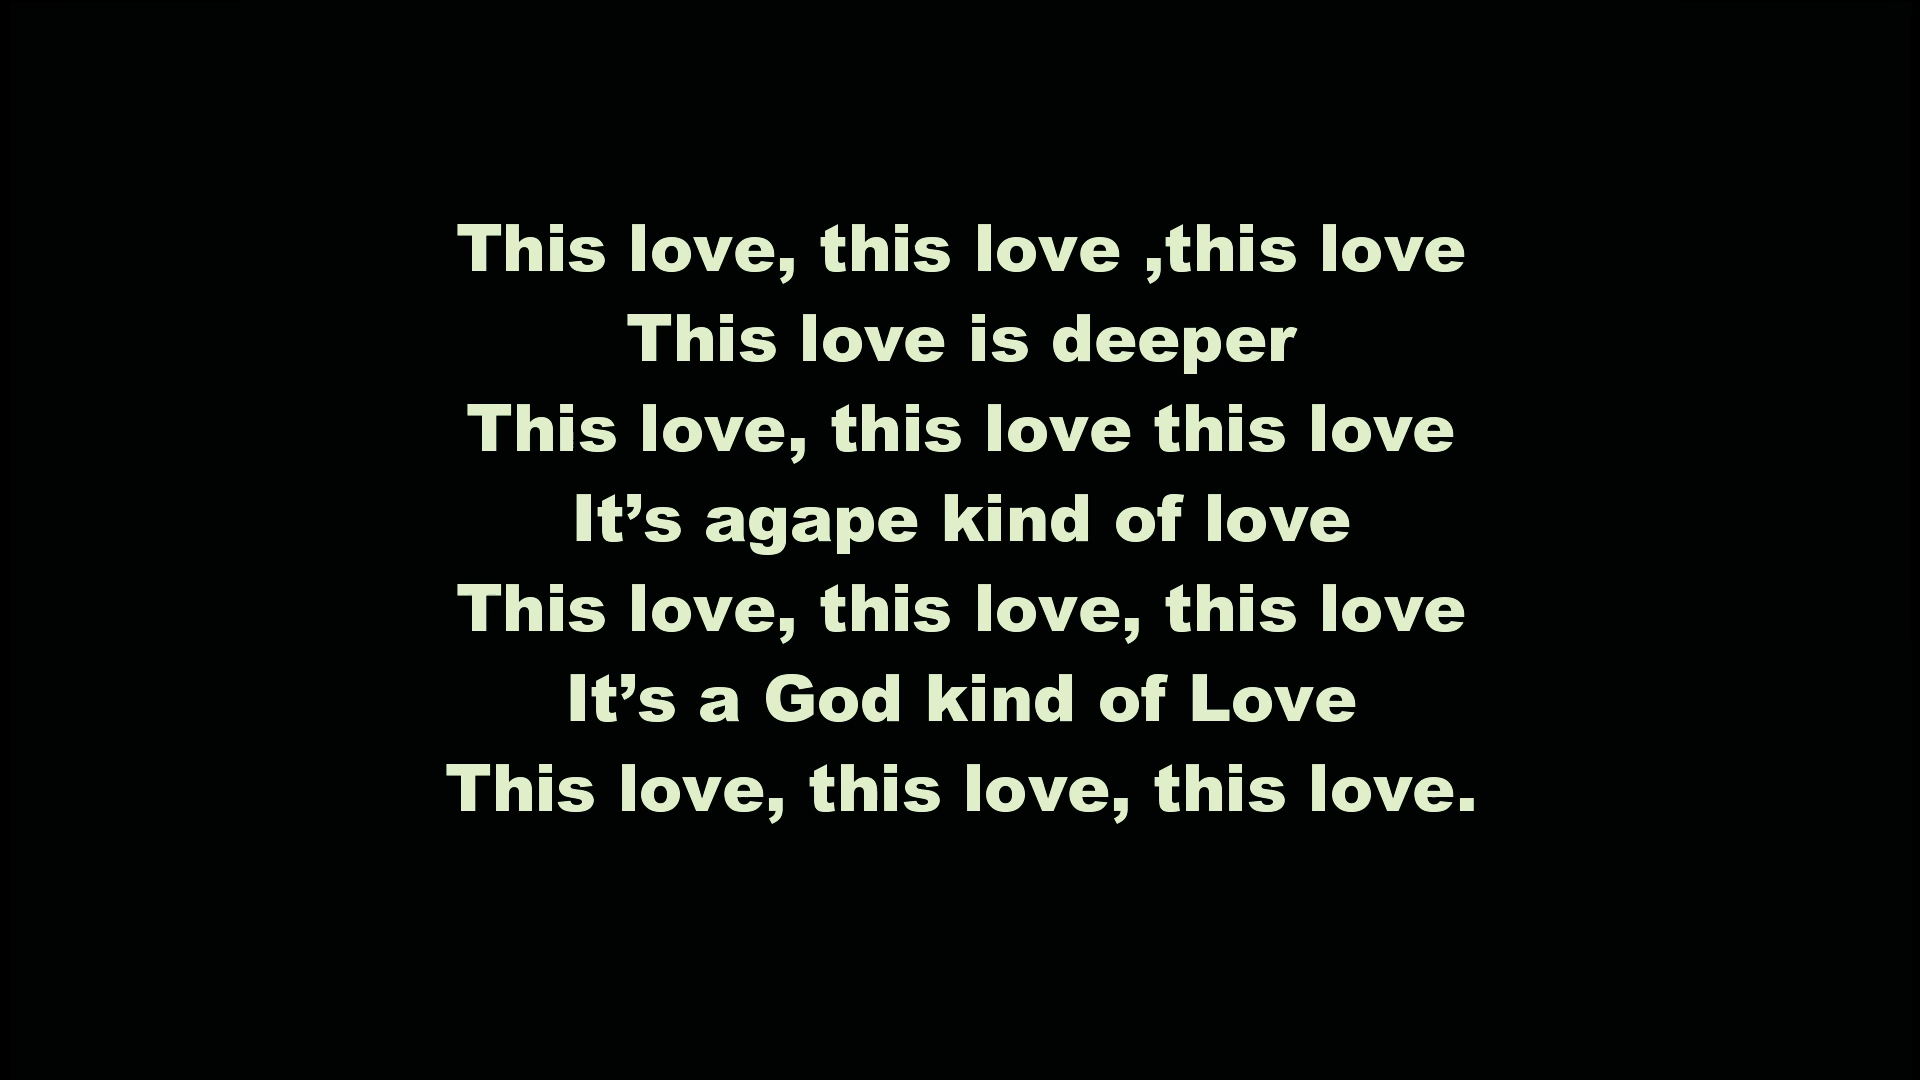 This love, this love ,this love
This love is deeper
This love, this love this love
It’s agape kind of love
This love, this love, this love
It’s a God kind of Love
This love, this love, this love.